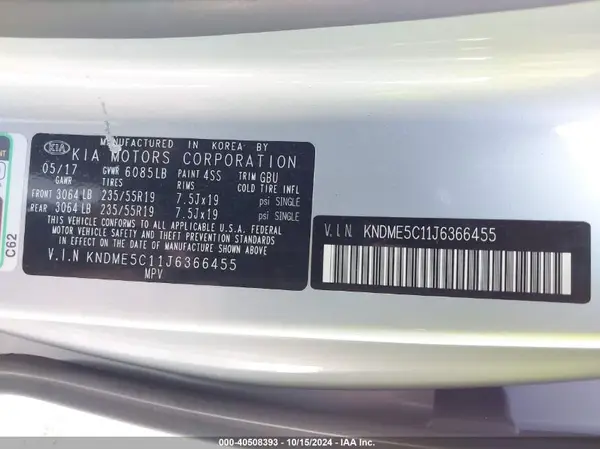 KIA
MANUFACTURED IN KOREA BY
KIA MOTORS CORPORATION
05/17 GVWR 6085LB PAINT 4SS TRIM GBU
GAWR TIRES RIMS COLD TIRE INFL
FRONT 3064 LB 235/55R19 7.5Jx19 psi SINGLE
REAR 3064 LB 235/55R19 7.5Jx19 psi SINGLE
THIS VEHICLE CONFORMS TO ALL APPLICABLE U.S.A. FEDERAL
MOTOR VEHICLE SAFETY AND THEFT PREVENTION STANDARDS
IN EFFECT ON THE DATE OF MANUFACTURE SHOWN ABOVE.
V.I.N KNDME5C11J6366455
MPV
V.I.N KNDME5C11J6366455
C62
00-40508393 - 10/15/2024 - IAA Inc.